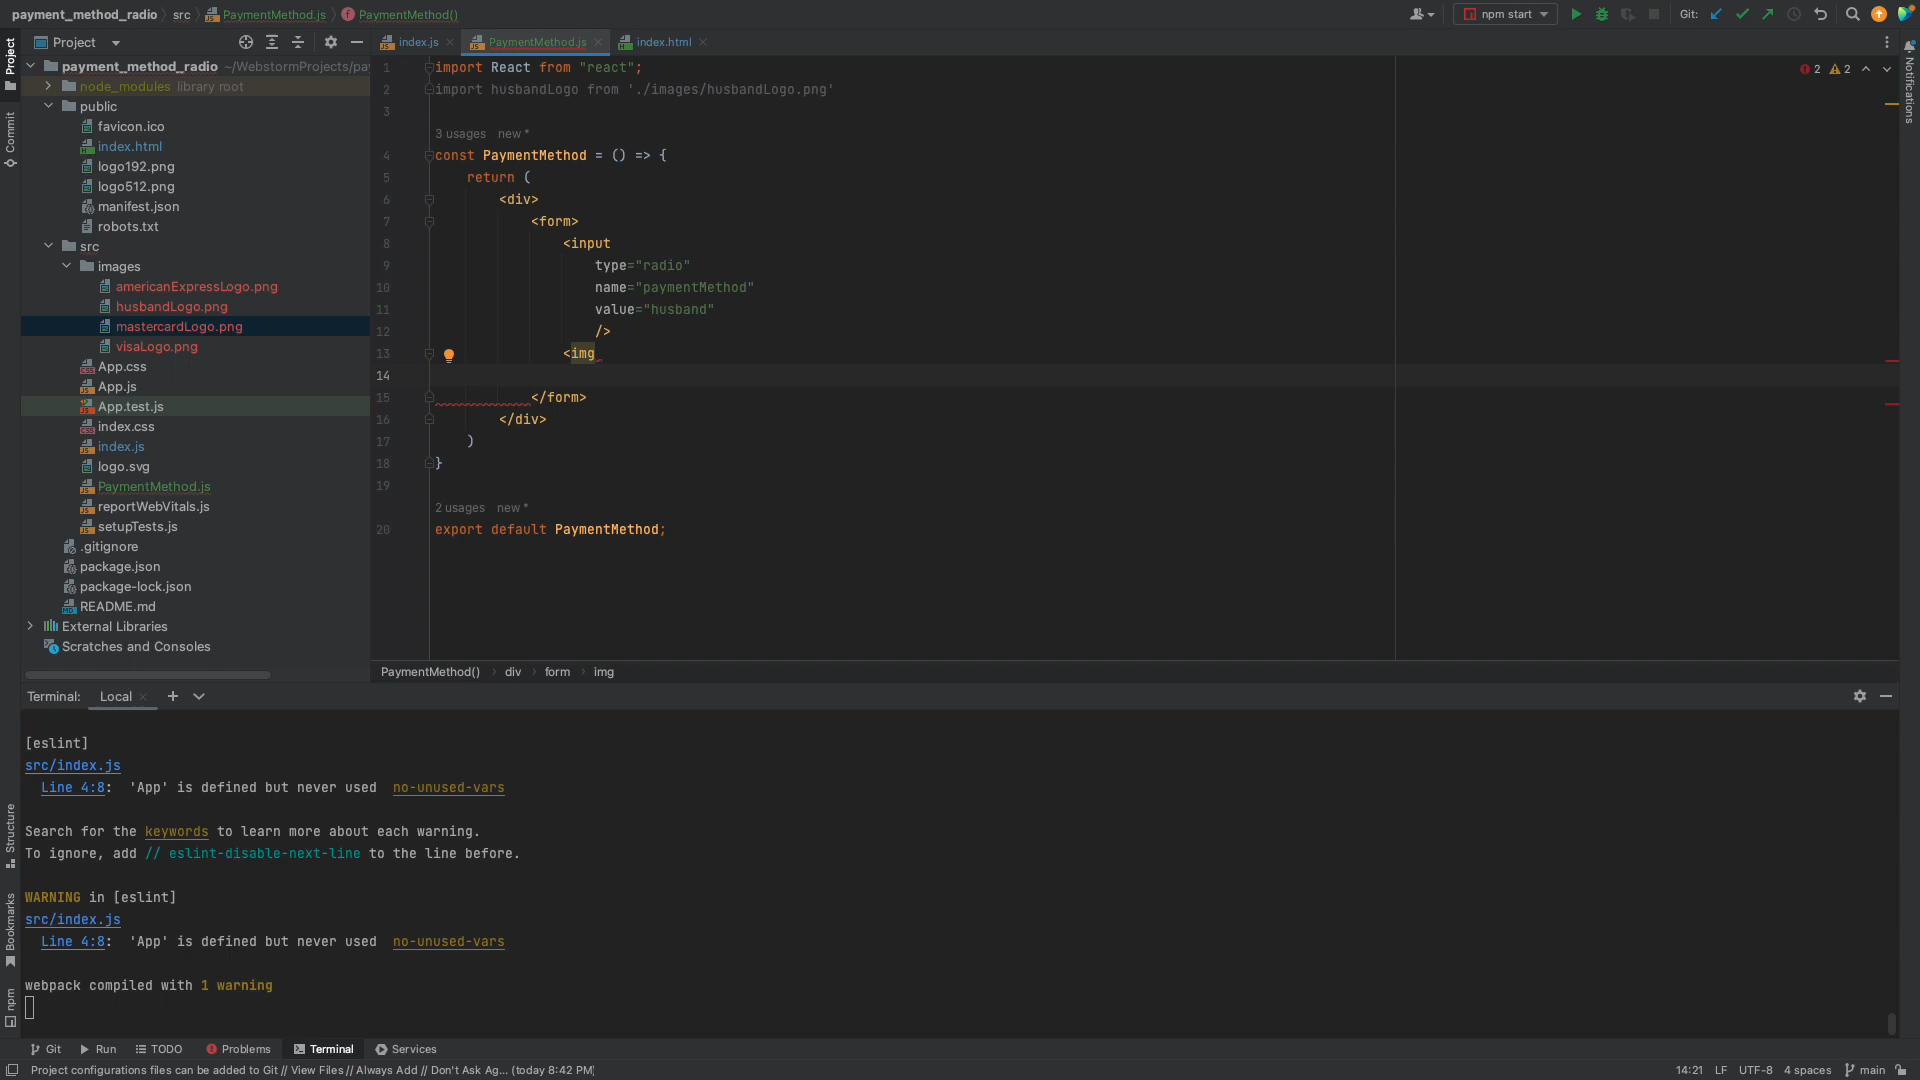 payment_method_radio
src
PaymentMethod.js
PaymentMethod()
npm start
Git:
Project
index.js
PaymentMethod.js
index.html
Project
Commit
Structure
Bookmarks
npm
Notifications
payment_method_radio ~/WebstormProjects/pa
node_modules library root
public
favicon.ico
index.html
logo192.png
logo512.png
manifest.json
robots.txt
src
images
americanExpressLogo.png
husbandLogo.png
mastercardLogo.png
visaLogo.png
App.css
App.js
App.test.js
index.css
index.js
logo.svg
PaymentMethod.js
reportWebVitals.js
setupTests.js
.gitignore
package.json
package-lock.json
README.md
External Libraries
Scratches and Consoles
2 2
1 import React from "react";
2 import husbandLogo from './images/husbandLogo.png'
3
3 usages new *
4 const PaymentMethod = () => {
5 return (
6 <div>
7 <form>
8 <input
9 type="radio"
10 name="paymentMethod"
11 value="husband"
12 />
13 <img
14
15 </form>
16 </div>
17 )
18 }
19
2 usages new *
20 export default PaymentMethod;
PaymentMethod() div form img
Terminal: Local
[eslint]
src/index.js
Line 4:8: 'App' is defined but never used no-unused-vars
Search for the keywords to learn more about each warning.
To ignore, add // eslint-disable-next-line to the line before.
WARNING in [eslint]
src/index.js
Line 4:8: 'App' is defined but never used no-unused-vars
webpack compiled with 1 warning
Git Run TODO Problems Terminal Services
Project configurations files can be added to Git // View Files // Always Add // Don't Ask Ag... (today 8:42 PM)
14:21 LF UTF-8 4 spaces main